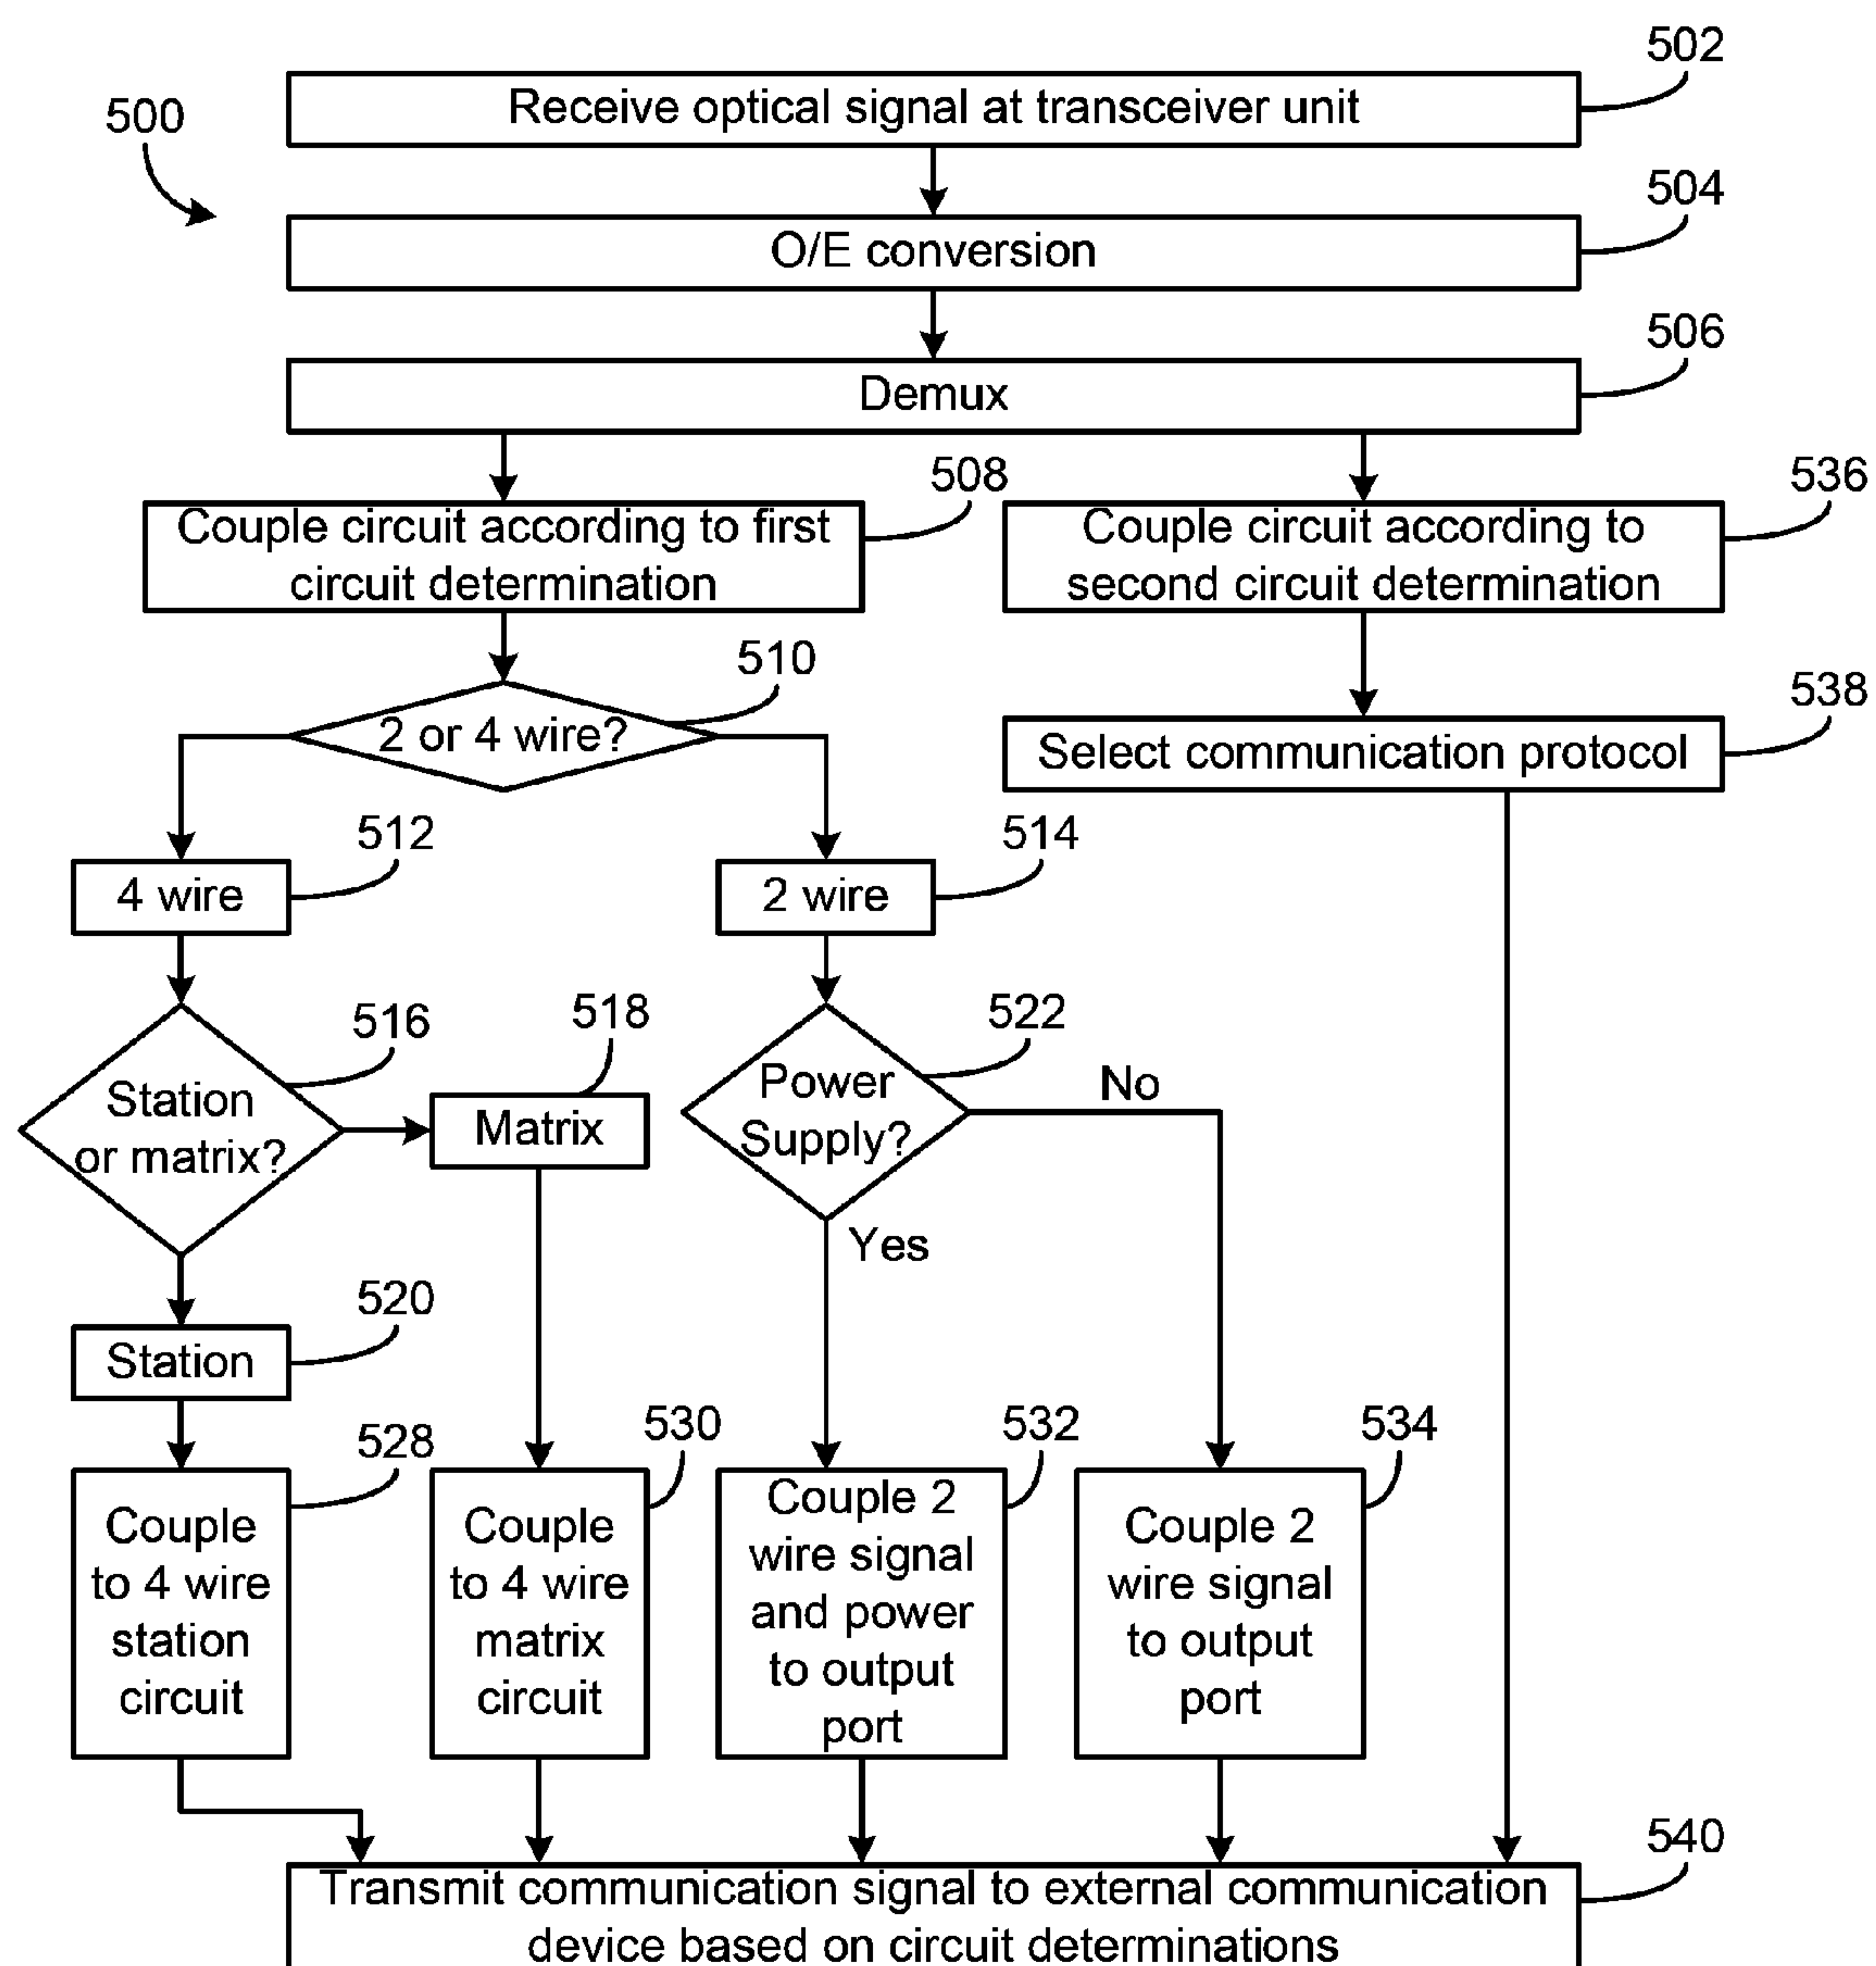 502
Receive optical signal at transceiver unit
500
504
O/E conversion
506
Demux
508
536
Couple circuit according to first
circuit determination
Couple circuit according to
second circuit determination
510
2 or 4 wire?
538
Select communication protocol
512
4 wire
514
2 wire
516
Station
or matrix?
518
Matrix
522
Power
Supply?
No
Yes
520
Station
528
Couple
to 4 wire
station
circuit
530
Couple
to 4 wire
matrix
circuit
532
Couple 2
wire signal
and power
to output
port
534
Couple 2
wire signal
to output
port
540
Transmit communication signal to external communication
device based on circuit determinations